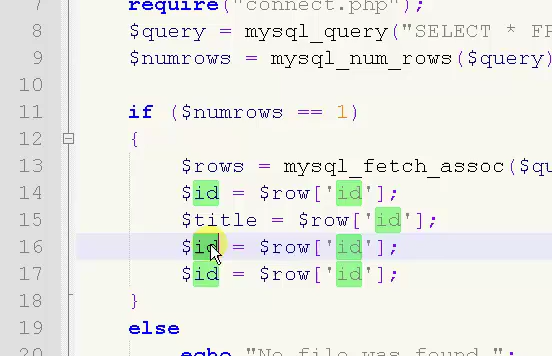 7 require("connect.php");
8 $query = mysql_query("SELECT * FR
9 $numrows = mysql_num_rows($query)
10
11 if ($numrows == 1)
12 {
13 $rows = mysql_fetch_assoc($qu
14 $id = $row['id'];
15 $title = $row['id'];
16 $id = $row['id'];
17 $id = $row['id'];
18 }
19 else
20 echo "No file was found.";